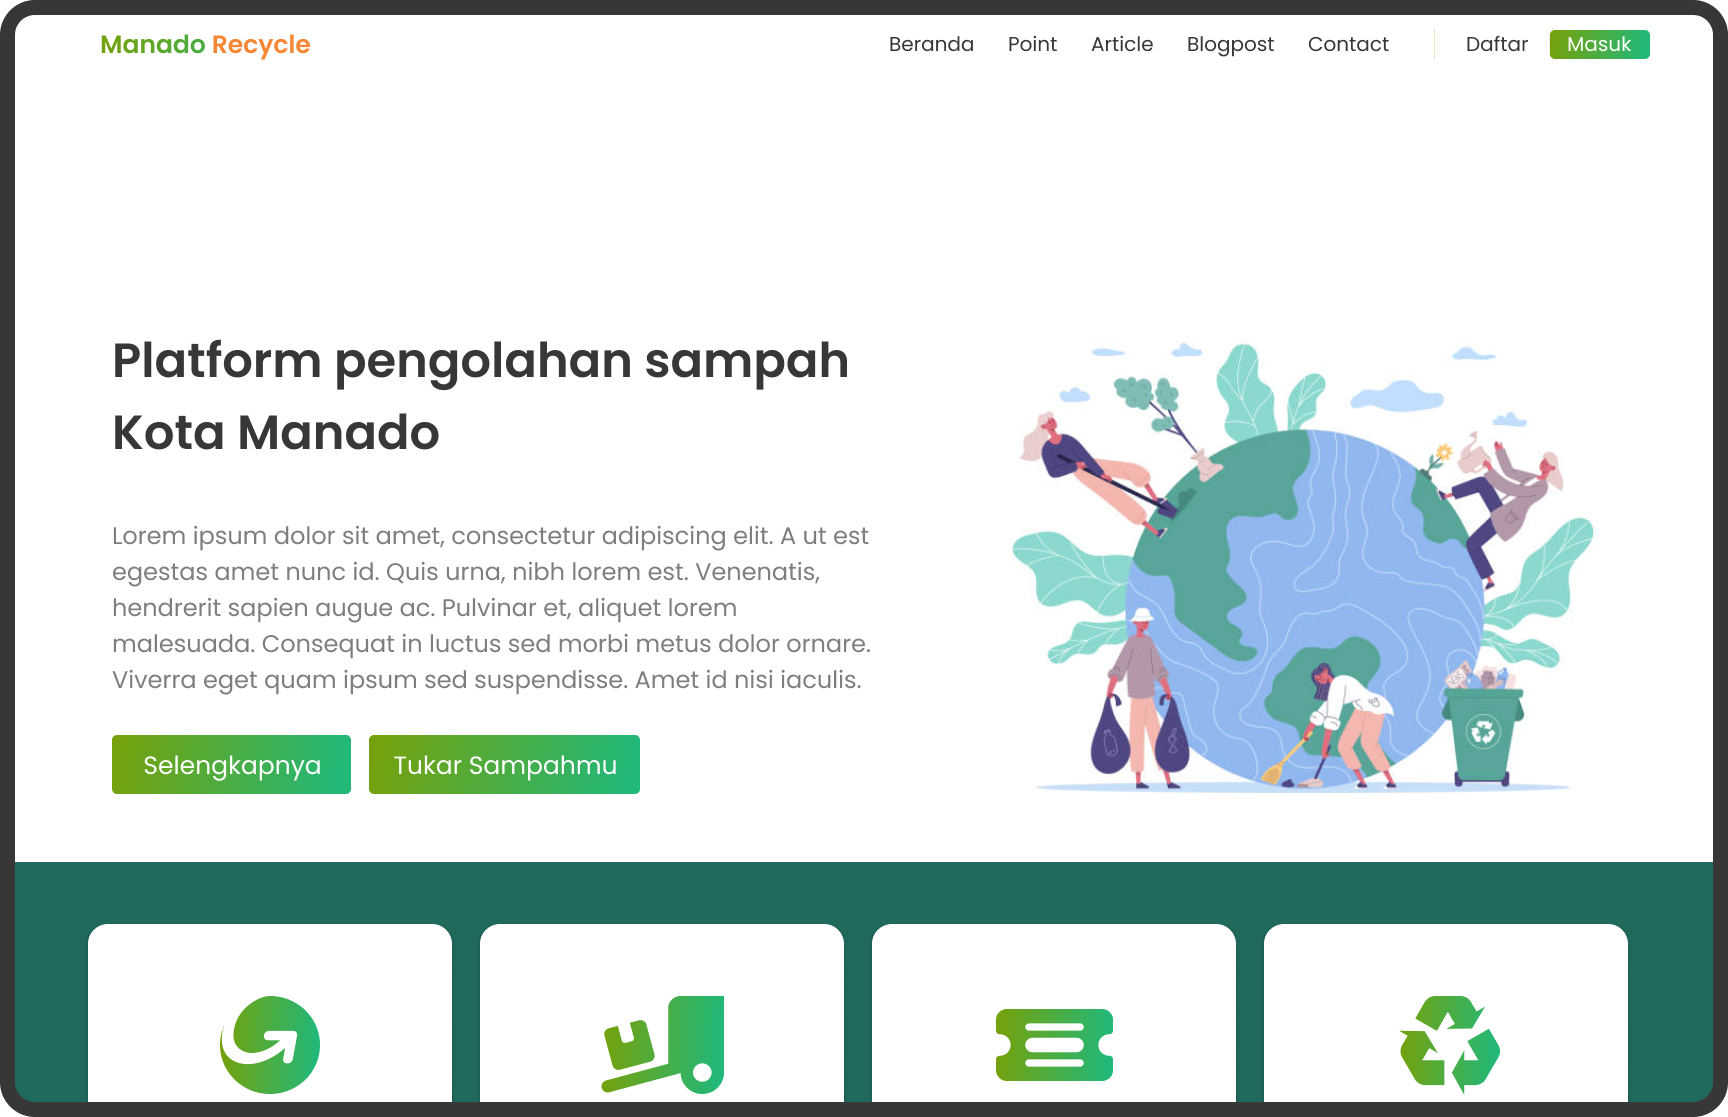 Manado Recycle
Beranda Point Article Blogpost Contact Daftar Masuk
Platform pengolahan sampah
Kota Manado
Lorem ipsum dolor sit amet, consectetur adipiscing elit. A ut est
egestas amet nunc id. Quis urna, nibh lorem est. Venenatis,
hendrerit sapien augue ac. Pulvinar et, aliquet lorem
malesuada. Consequat in luctus sed morbi metus dolor ornare.
Viverra eget quam ipsum sed suspendisse. Amet id nisi iaculis.
Selengkapnya
Tukar Sampahmu